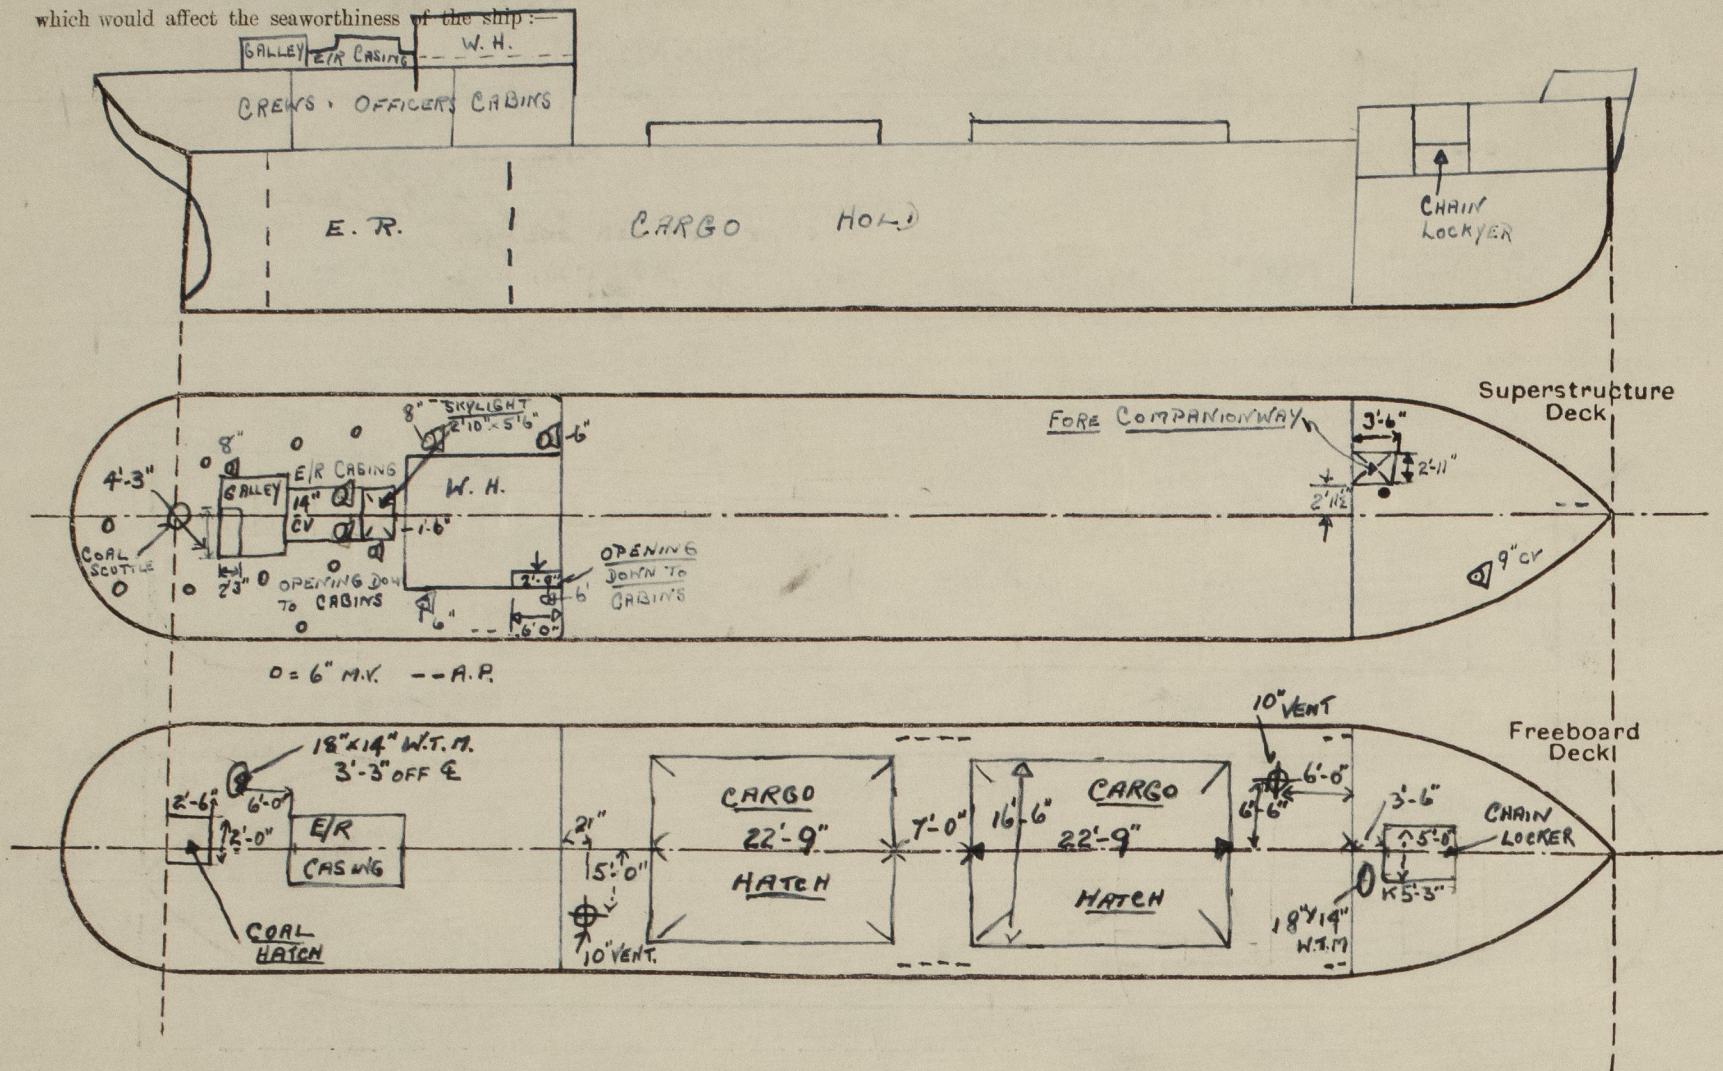 which would affect the seaworthiness of the ship:—
GALLEY
E/R CASING
W. H.
CREWS · OFFICERS CABINS
E. R.
CARGO HOLD
CHAIN
LOCKYER
Superstructure
Deck
8" SKYLIGHT
2'10" x 5'6"
6"
FORE COMPANIONWAY
3'-6"
2'-11"
2'11½"
8"
4'-3"
E/R CASING
GALLEY
14"
CV
W. H.
1'-6"
COAL
SCUTTLE
2'3"
OPENING DOW
TO CABINS
6"
2'-9"
6'
6'0"
OPENING
DOWN TO
CABINS
9" CV
O = 6" M.V. -- A.P.
Freeboard
Deck
10" VENT
18"x14" W.T.M.
3'-3" OFF ℄
6'-0"
2'-6"
2'-0"
E/R
CASING
COAL
HATCH
21"
5'-0"
10" VENT.
CARGO
22'-9"
HATCH
7'-0"
16'-6"
CARGO
22'-9"
HATCH
6'-0"
6'-6"
3'-6"
CHAIN
LOCKER
5'-0"
5'-3"
18"x14"
W.T.M